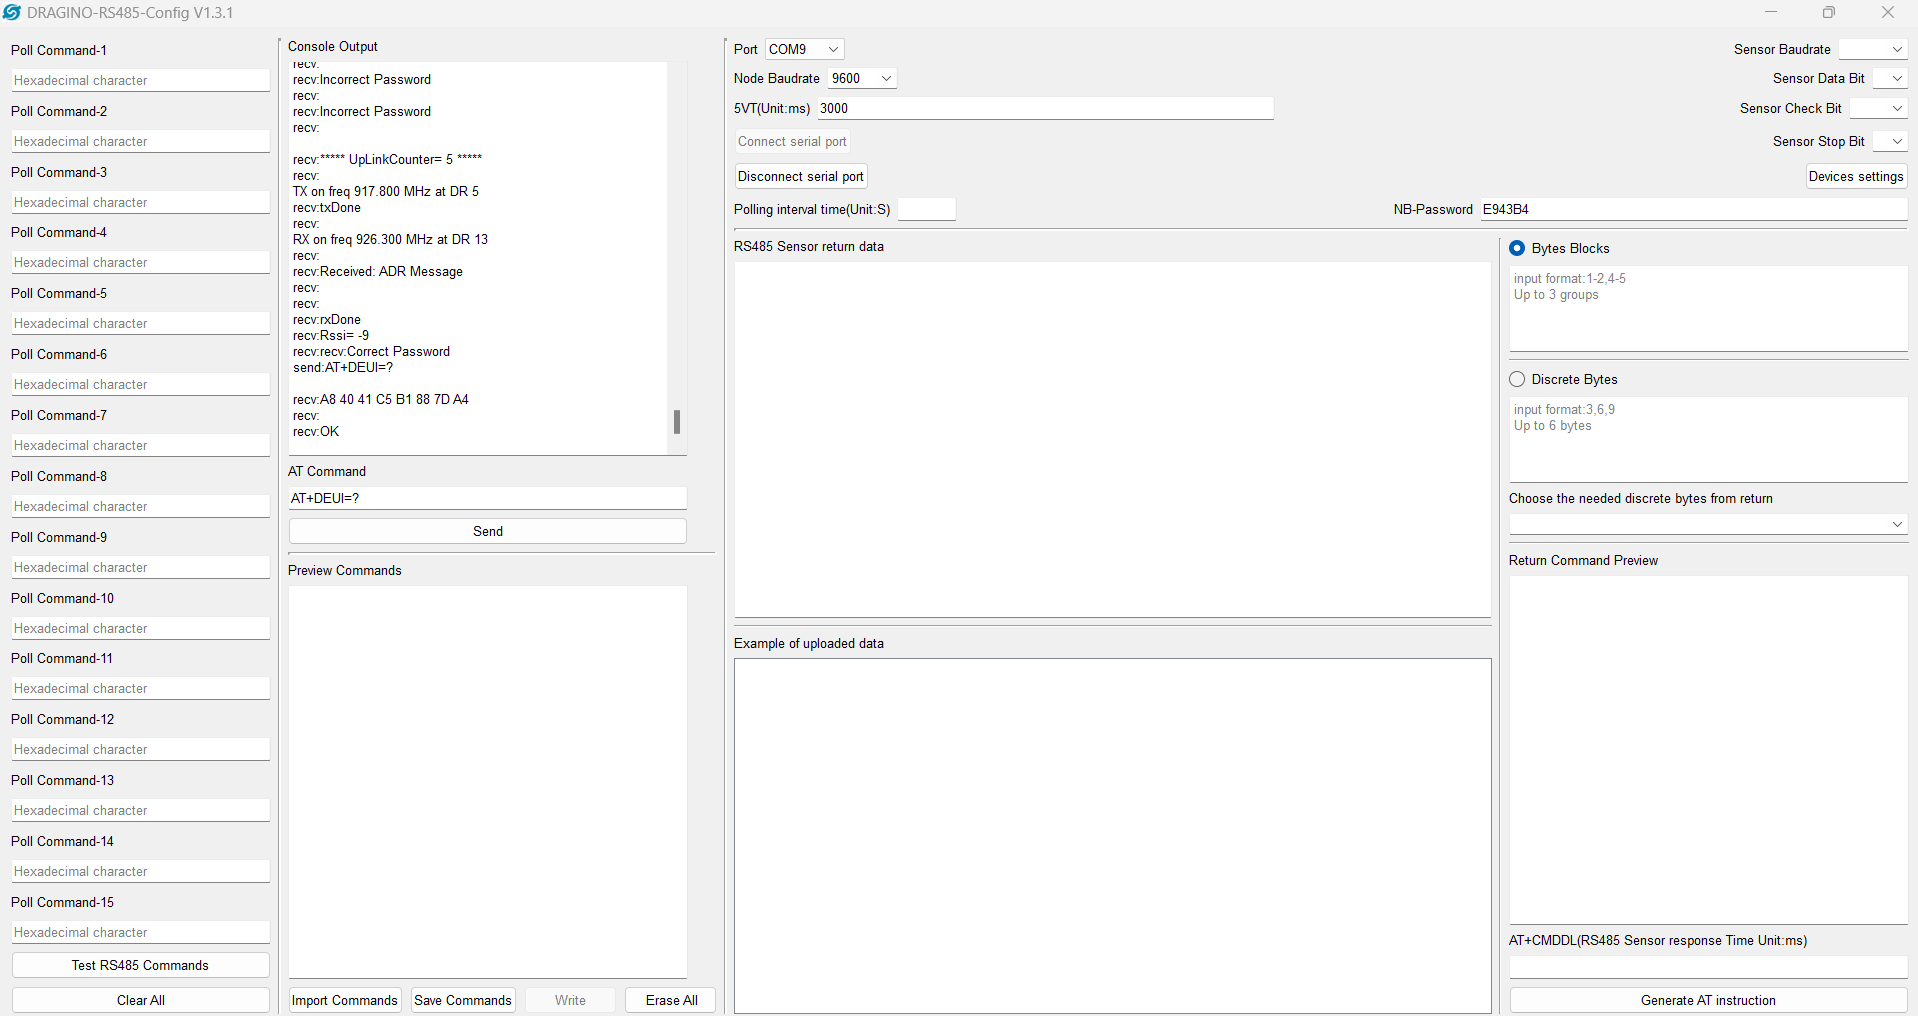 DRAGINO-RS485-Config V1.3.1
Poll Command-1
Hexadecimal character
Poll Command-2
Hexadecimal character
Poll Command-3
Hexadecimal character
Poll Command-4
Hexadecimal character
Poll Command-5
Hexadecimal character
Poll Command-6
Hexadecimal character
Poll Command-7
Hexadecimal character
Poll Command-8
Hexadecimal character
Poll Command-9
Hexadecimal character
Poll Command-10
Hexadecimal character
Poll Command-11
Hexadecimal character
Poll Command-12
Hexadecimal character
Poll Command-13
Hexadecimal character
Poll Command-14
Hexadecimal character
Poll Command-15
Hexadecimal character
Test RS485 Commands
Clear All
Console Output
recv:
recv:Incorrect Password
recv:
recv:Incorrect Password
recv:
recv:***** UpLinkCounter= 5 *****
recv:
TX on freq 917.800 MHz at DR 5
recv:txDone
recv:
RX on freq 926.300 MHz at DR 13
recv:
recv:Received: ADR Message
recv:
recv:
recv:rxDone
recv:Rssi= -9
recv:recv:Correct Password
send:AT+DEUI=?
recv:A8 40 41 C5 B1 88 7D A4
recv:
recv:OK
AT Command
AT+DEUI=?
Send
Preview Commands
Import Commands
Save Commands
Write
Erase All
Port COM9
Node Baudrate 9600
5VT(Unit:ms) 3000
Connect serial port
Disconnect serial port
Polling interval time(Unit:S)
Sensor Baudrate
Sensor Data Bit
Sensor Check Bit
Sensor Stop Bit
Devices settings
NB-Password E943B4
RS485 Sensor return data
Example of uploaded data
Bytes Blocks
input format:1-2,4-5
Up to 3 groups
Discrete Bytes
input format:3,6,9
Up to 6 bytes
Choose the needed discrete bytes from return
Return Command Preview
AT+CMDDL(RS485 Sensor response Time Unit:ms)
Generate AT instruction